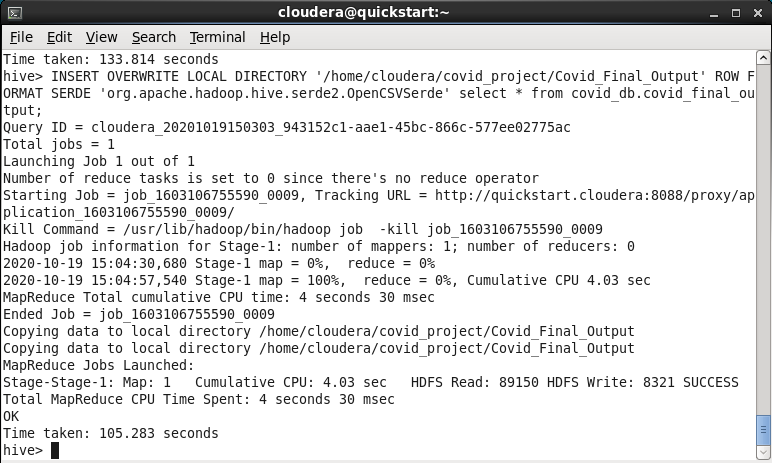 cloudera@quickstart:~
File Edit View Search Terminal Help
Time taken: 133.814 seconds
hive> INSERT OVERWRITE LOCAL DIRECTORY '/home/cloudera/covid_project/Covid_Final_Output' ROW F
ORMAT SERDE 'org.apache.hadoop.hive.serde2.OpenCSVSerde' select * from covid_db.covid_final_ou
tput;
Query ID = cloudera_20201019150303_943152c1-aae1-45bc-866c-577ee02775ac
Total jobs = 1
Launching Job 1 out of 1
Number of reduce tasks is set to 0 since there's no reduce operator
Starting Job = job_1603106755590_0009, Tracking URL = http://quickstart.cloudera:8088/proxy/ap
plication_1603106755590_0009/
Kill Command = /usr/lib/hadoop/bin/hadoop job  -kill job_1603106755590_0009
Hadoop job information for Stage-1: number of mappers: 1; number of reducers: 0
2020-10-19 15:04:30,680 Stage-1 map = 0%,  reduce = 0%
2020-10-19 15:04:57,540 Stage-1 map = 100%,  reduce = 0%, Cumulative CPU 4.03 sec
MapReduce Total cumulative CPU time: 4 seconds 30 msec
Ended Job = job_1603106755590_0009
Copying data to local directory /home/cloudera/covid_project/Covid_Final_Output
Copying data to local directory /home/cloudera/covid_project/Covid_Final_Output
MapReduce Jobs Launched:
Stage-Stage-1: Map: 1   Cumulative CPU: 4.03 sec   HDFS Read: 89150 HDFS Write: 8321 SUCCESS
Total MapReduce CPU Time Spent: 4 seconds 30 msec
OK
Time taken: 105.283 seconds
hive>